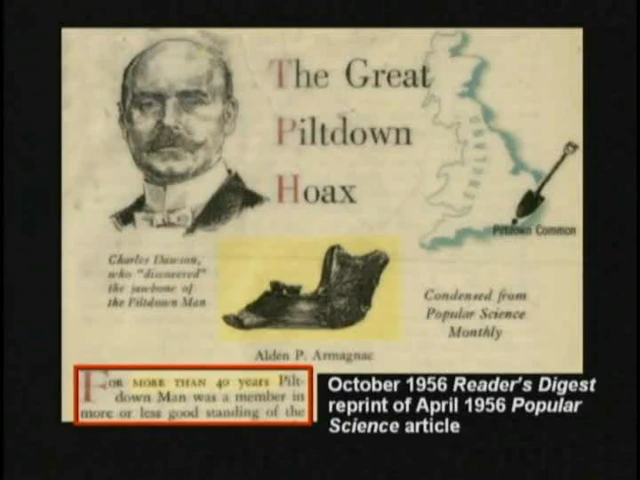 The Great
Piltdown
Hoax
ENGLAND
Piltdown Common
Charles Dawson,
who "discovered"
the jawbone of
the Piltdown Man
Condensed from
Popular Science
Monthly
Alden P. Armagnac
FOR MORE THAN 40 years Pilt-
down Man was a member in
more or less good standing of the
October 1956 Reader's Digest
reprint of April 1956 Popular
Science article